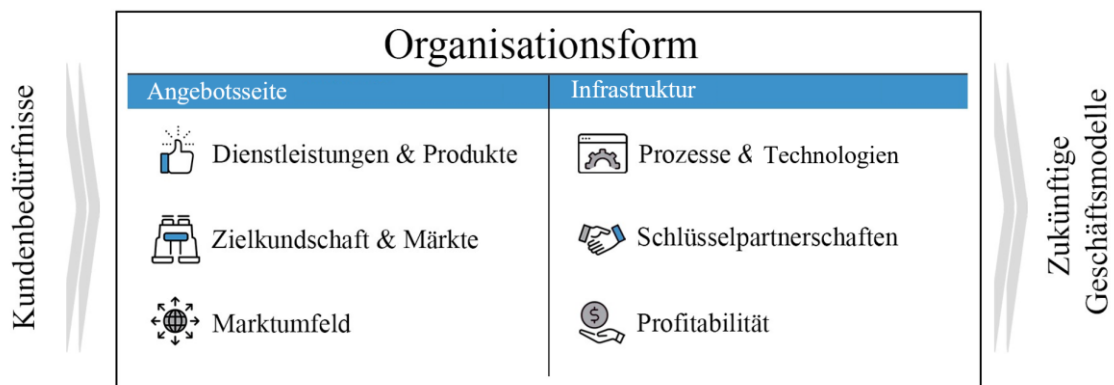 Kundenbedürfnisse
Organisationsform
Angebotsseite
Dienstleistungen & Produkte
Zielkundschaft & Märkte
Marktumfeld
Infrastruktur
Prozesse & Technologien
Schlüsselpartnerschaften
$
Profitabilität
Zukünftige
Geschäftsmodelle